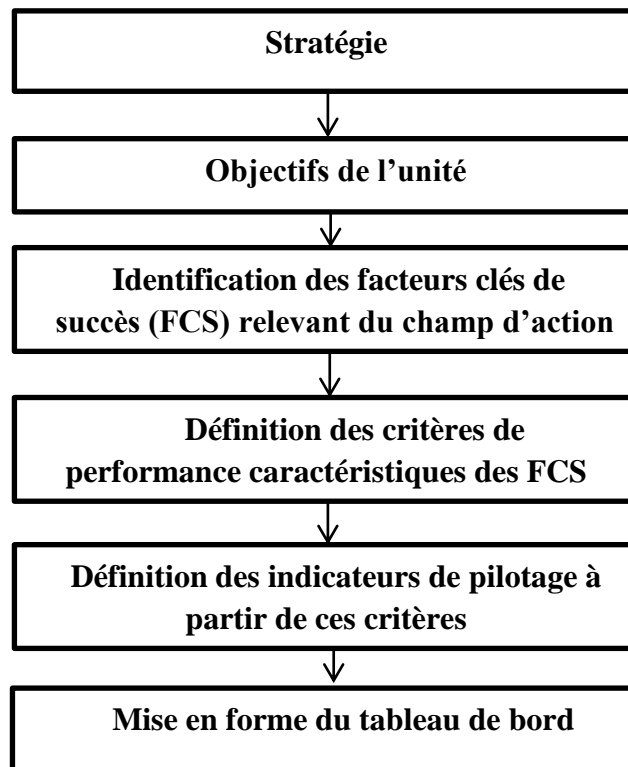 Stratégie
Objectifs de l’unité
Identification des facteurs clés de
succès (FCS) relevant du champ d’action
Définition des critères de
performance caractéristiques des FCS
Définition des indicateurs de pilotage à
partir de ces critères
Mise en forme du tableau de bord